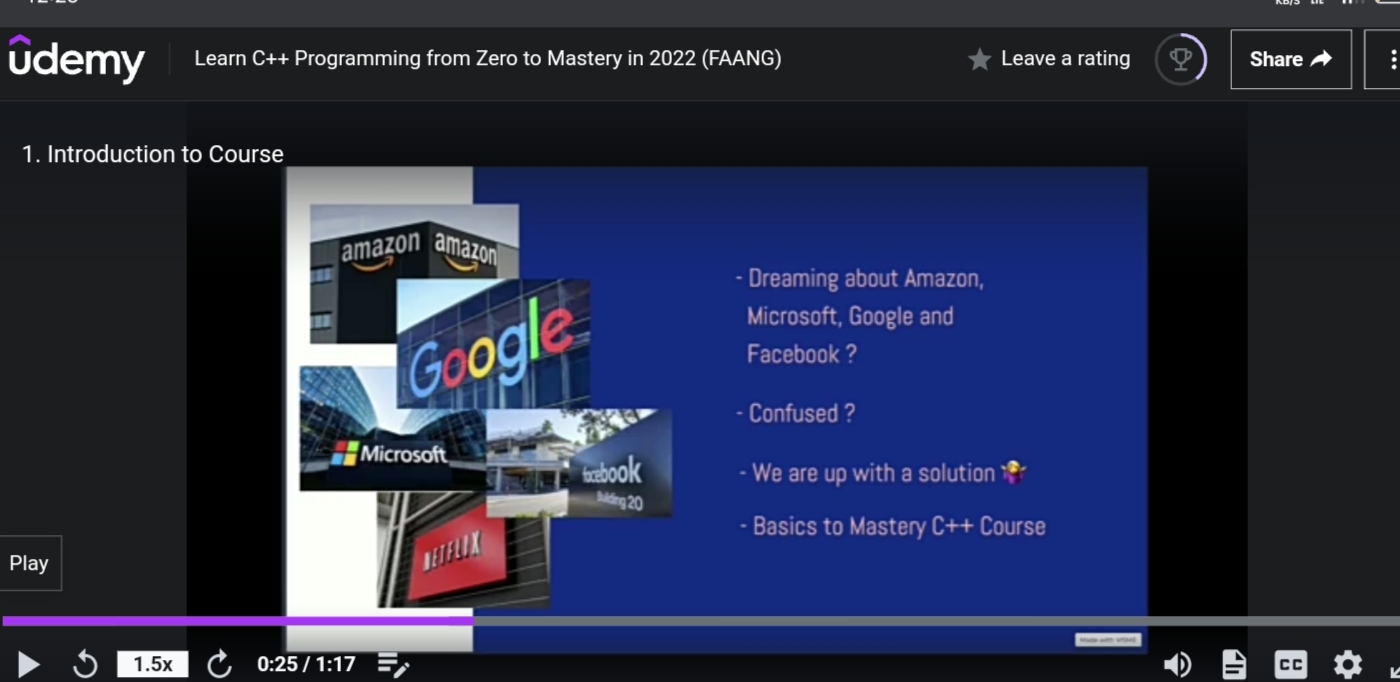 udemy
Learn C++ Programming from Zero to Mastery in 2022 (FAANG)
Leave a rating
Share
1. Introduction to Course
amazon amazon
Google
Microsoft
facebook
Building 20
NETFLIX
- Dreaming about Amazon,
Microsoft, Google and
Facebook ?
- Confused ?
- We are up with a solution 🤷
- Basics to Mastery C++ Course
Play
Made with
1.5x
0:25 / 1:17
CC